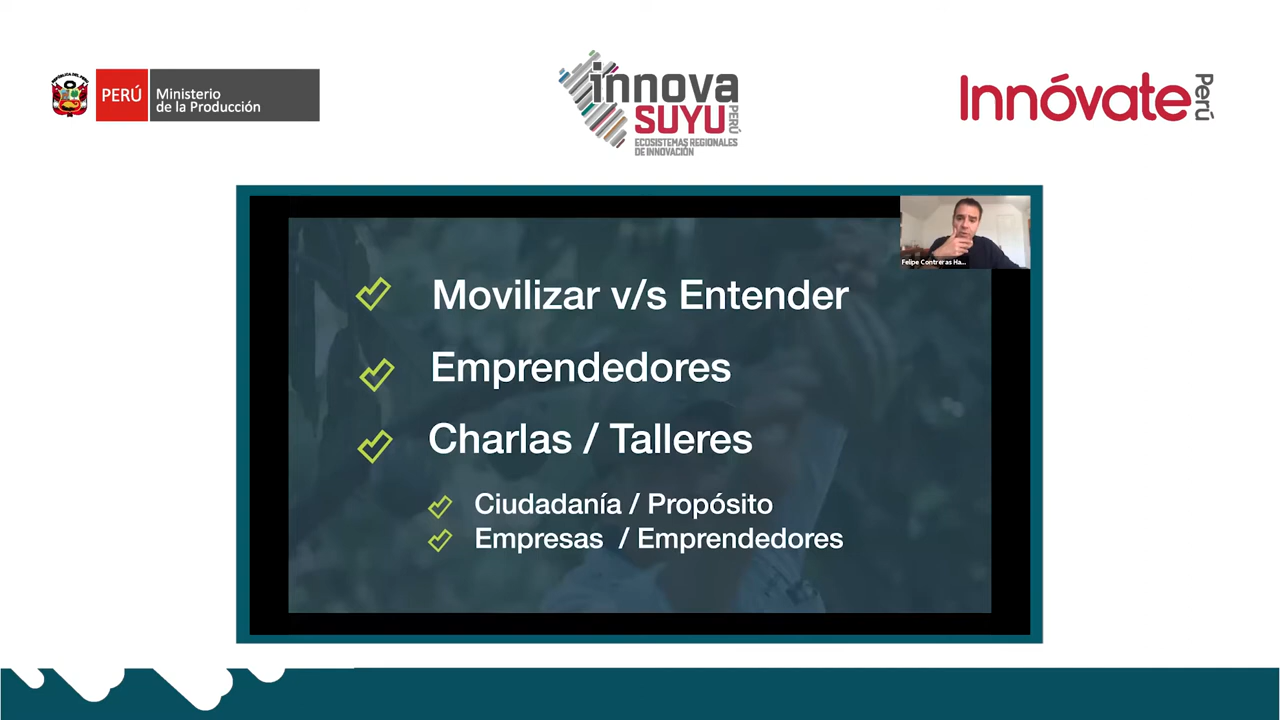 PERÚ
Ministerio
de la Producción
innova
SUYU
PERÚ
ECOSISTEMAS REGIONALES
DE INNOVACIÓN
Innóvate
Perú
Felipe Contreras Ha...
Movilizar v/s Entender
Emprendedores
Charlas / Talleres
Ciudadanía / Propósito
Empresas / Emprendedores